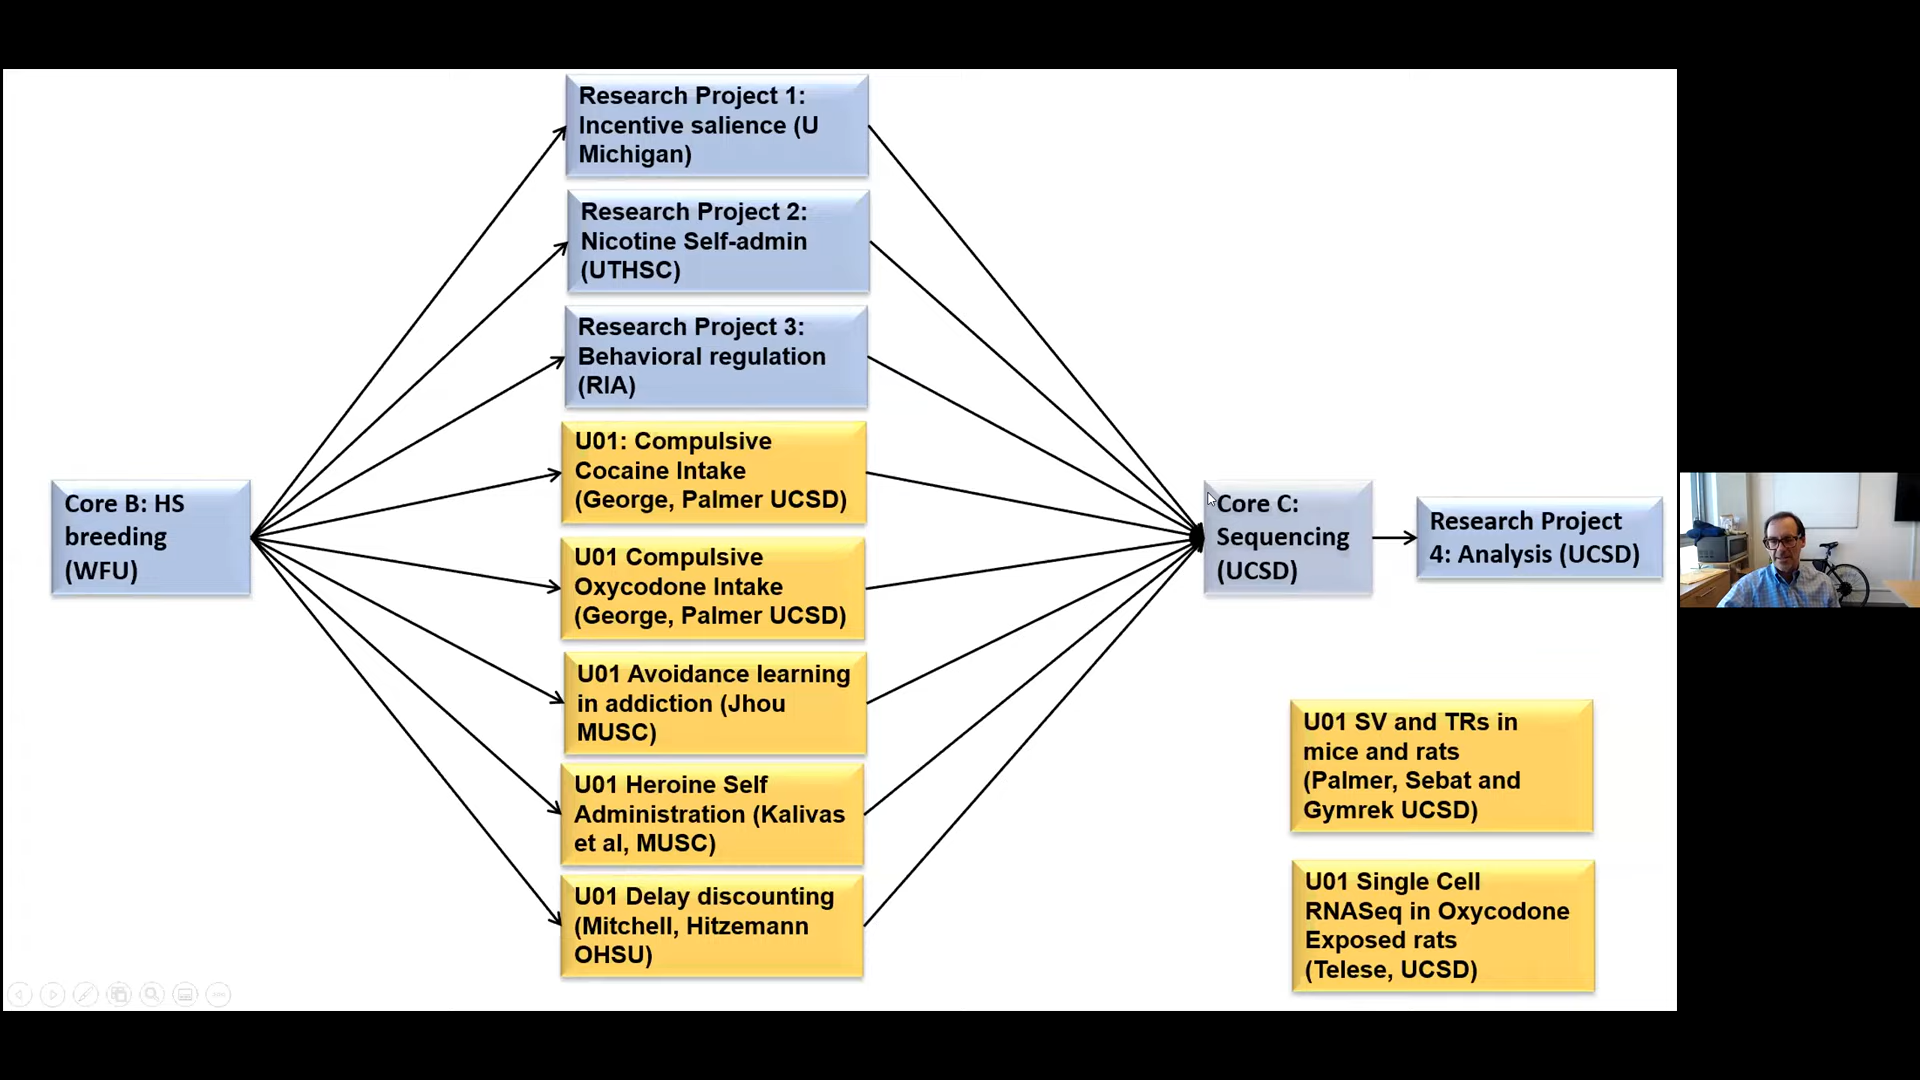 Research Project 1:
Incentive salience (U
Michigan)
Research Project 2:
Nicotine Self-admin
(UTHSC)
Research Project 3:
Behavioral regulation
(RIA)
U01: Compulsive
Cocaine Intake
(George, Palmer UCSD)
Core B: HS
breeding
(WFU)
U01 Compulsive
Oxycodone Intake
(George, Palmer UCSD)
U01 Avoidance learning
in addiction (Jhou
MUSC)
U01 Heroine Self
Administration (Kalivas
et al, MUSC)
U01 Delay discounting
(Mitchell, Hitzemann
OHSU)
Core C:
Sequencing
(UCSD)
Research Project
4: Analysis (UCSD)
U01 SV and TRs in
mice and rats
(Palmer, Sebat and
Gymrek UCSD)
U01 Single Cell
RNASeq in Oxycodone
Exposed rats
(Telese, UCSD)